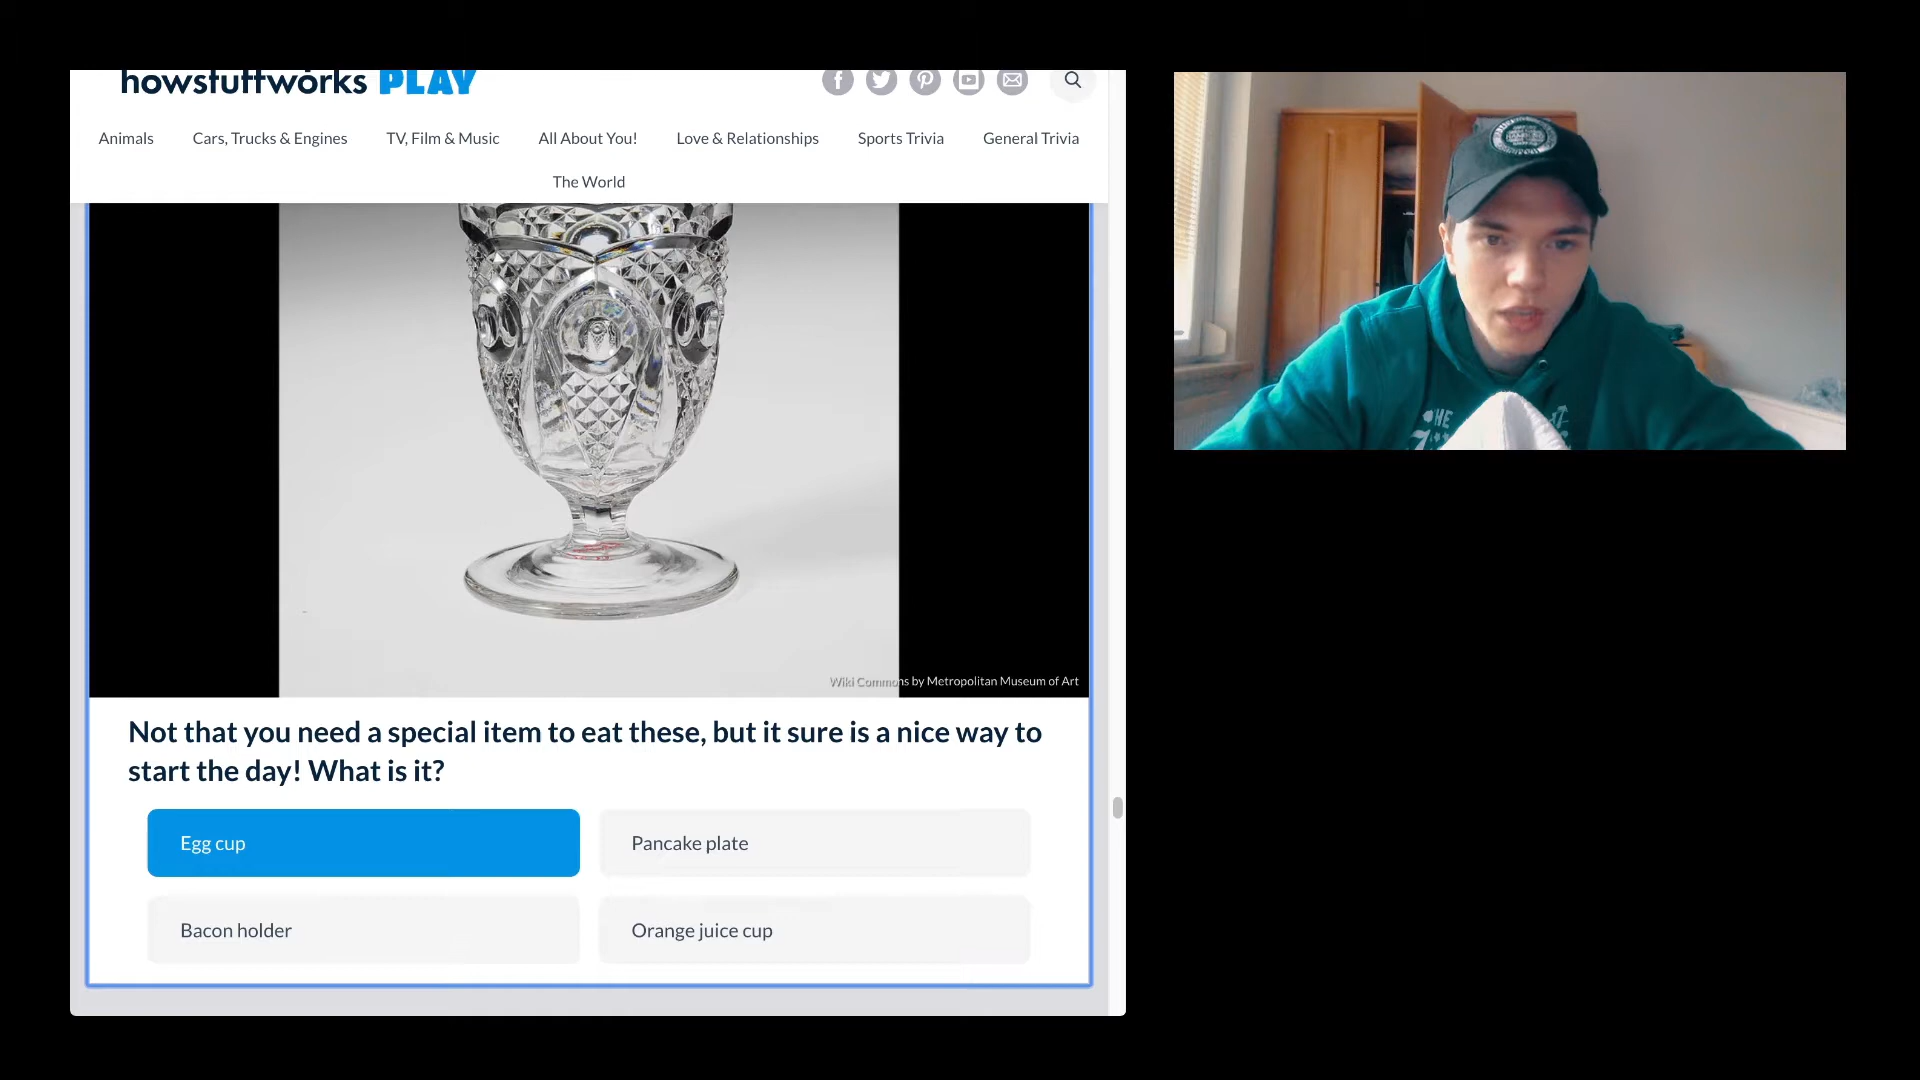 howstuffworks PLAY
Animals
Cars, Trucks & Engines
TV, Film & Music
All About You!
Love & Relationships
Sports Trivia
General Trivia
The World
Wiki Commons by Metropolitan Museum of Art
Not that you need a special item to eat these, but it sure is a nice way to
start the day! What is it?
Egg cup
Pancake plate
Bacon holder
Orange juice cup